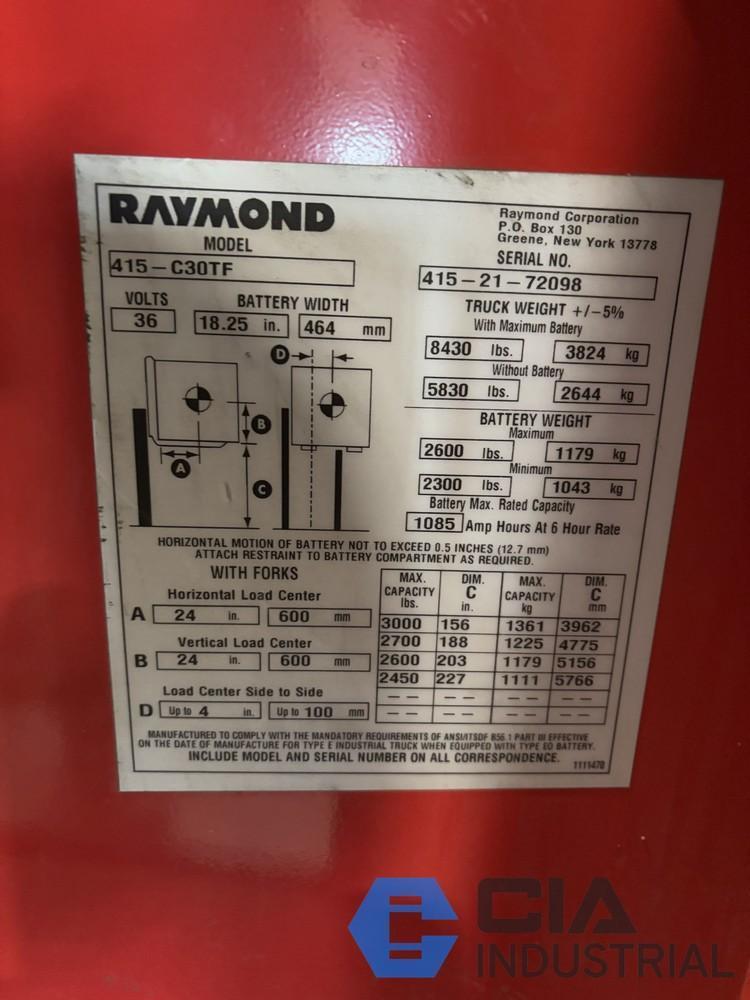 RAYMOND
Raymond Corporation
P.O. Box 130
Greene, New York 13778
MODEL
415-C30TF
SERIAL NO.
415-21-72098
VOLTS
36
BATTERY WIDTH
18.25 in. 464 mm
TRUCK WEIGHT +/-5%
With Maximum Battery
8430 lbs. 3824 kg
Without Battery
5830 lbs. 2644 kg
BATTERY WEIGHT
Maximum
2600 lbs. 1179 kg
Minimum
2300 lbs. 1043 kg
Battery Max. Rated Capacity
1085 Amp Hours At 6 Hour Rate
D
B
A
C
HORIZONTAL MOTION OF BATTERY NOT TO EXCEED 0.5 INCHES (12.7 mm)
ATTACH RESTRAINT TO BATTERY COMPARTMENT AS REQUIRED.
WITH FORKS
Horizontal Load Center
A 24 in. 600 mm
Vertical Load Center
B 24 in. 600 mm
Load Center Side to Side
D Up to 4 in. Up to 100 mm
MAX. CAPACITY lbs. DIM. C in. MAX. CAPACITY kg DIM. C mm
3000 156 1361 3962
2700 188 1225 4775
2600 203 1179 5156
2450 227 1111 5766
-- -- -- --
-- -- -- --
MANUFACTURED TO COMPLY WITH THE MANDATORY REQUIREMENTS OF ANSI/ITSDF B56.1 PART III EFFECTIVE
ON THE DATE OF MANUFACTURE FOR TYPE E INDUSTRIAL TRUCK WHEN EQUIPPED WITH TYPE EO BATTERY.
INCLUDE MODEL AND SERIAL NUMBER ON ALL CORRESPONDENCE.
1111470
CIA
INDUSTRIAL